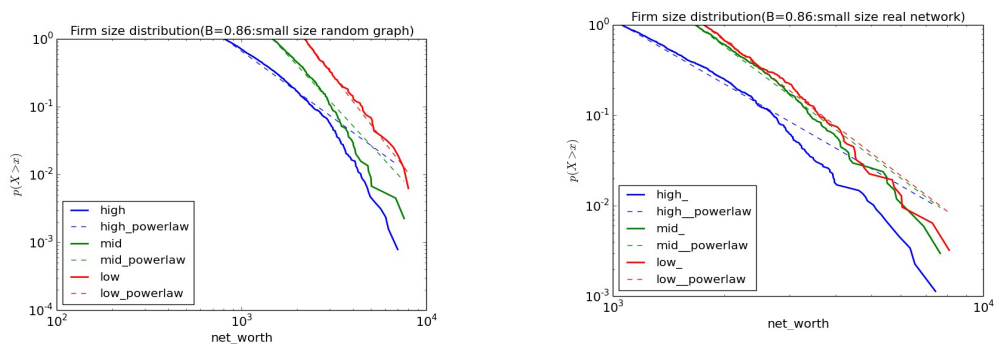 Firm size distribution(B=0.86:small size random graph)
10^0
10^-1
10^-2
10^-3
10^-4
p(X>x)
high
high_powerlaw
mid
mid_powerlaw
low
low_powerlaw
10^2
10^3
10^4
net_worth
Firm size distribution(B=0.86:small size real network)
10^0
10^-1
10^-2
10^-3
p(X>x)
high_
high__powerlaw
mid_
mid__powerlaw
low_
low__powerlaw
10^3
10^4
net_worth